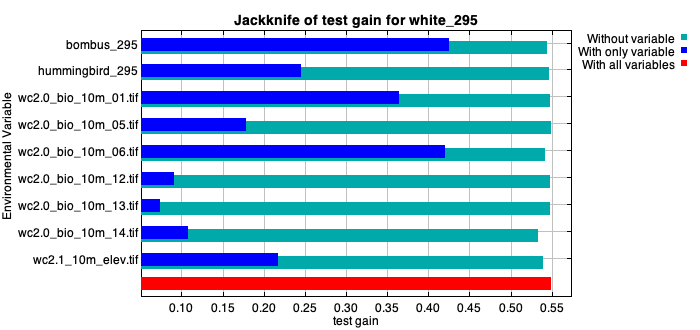 Jackknife of test gain for white_295
Without variable
With only variable
With all variables
Environmental Variable
bombus_295
hummingbird_295
wc2.0_bio_10m_01.tif
wc2.0_bio_10m_05.tif
wc2.0_bio_10m_06.tif
wc2.0_bio_10m_12.tif
wc2.0_bio_10m_13.tif
wc2.0_bio_10m_14.tif
wc2.1_10m_elev.tif
0.10 0.15 0.20 0.25 0.30 0.35 0.40 0.45 0.50 0.55
test gain